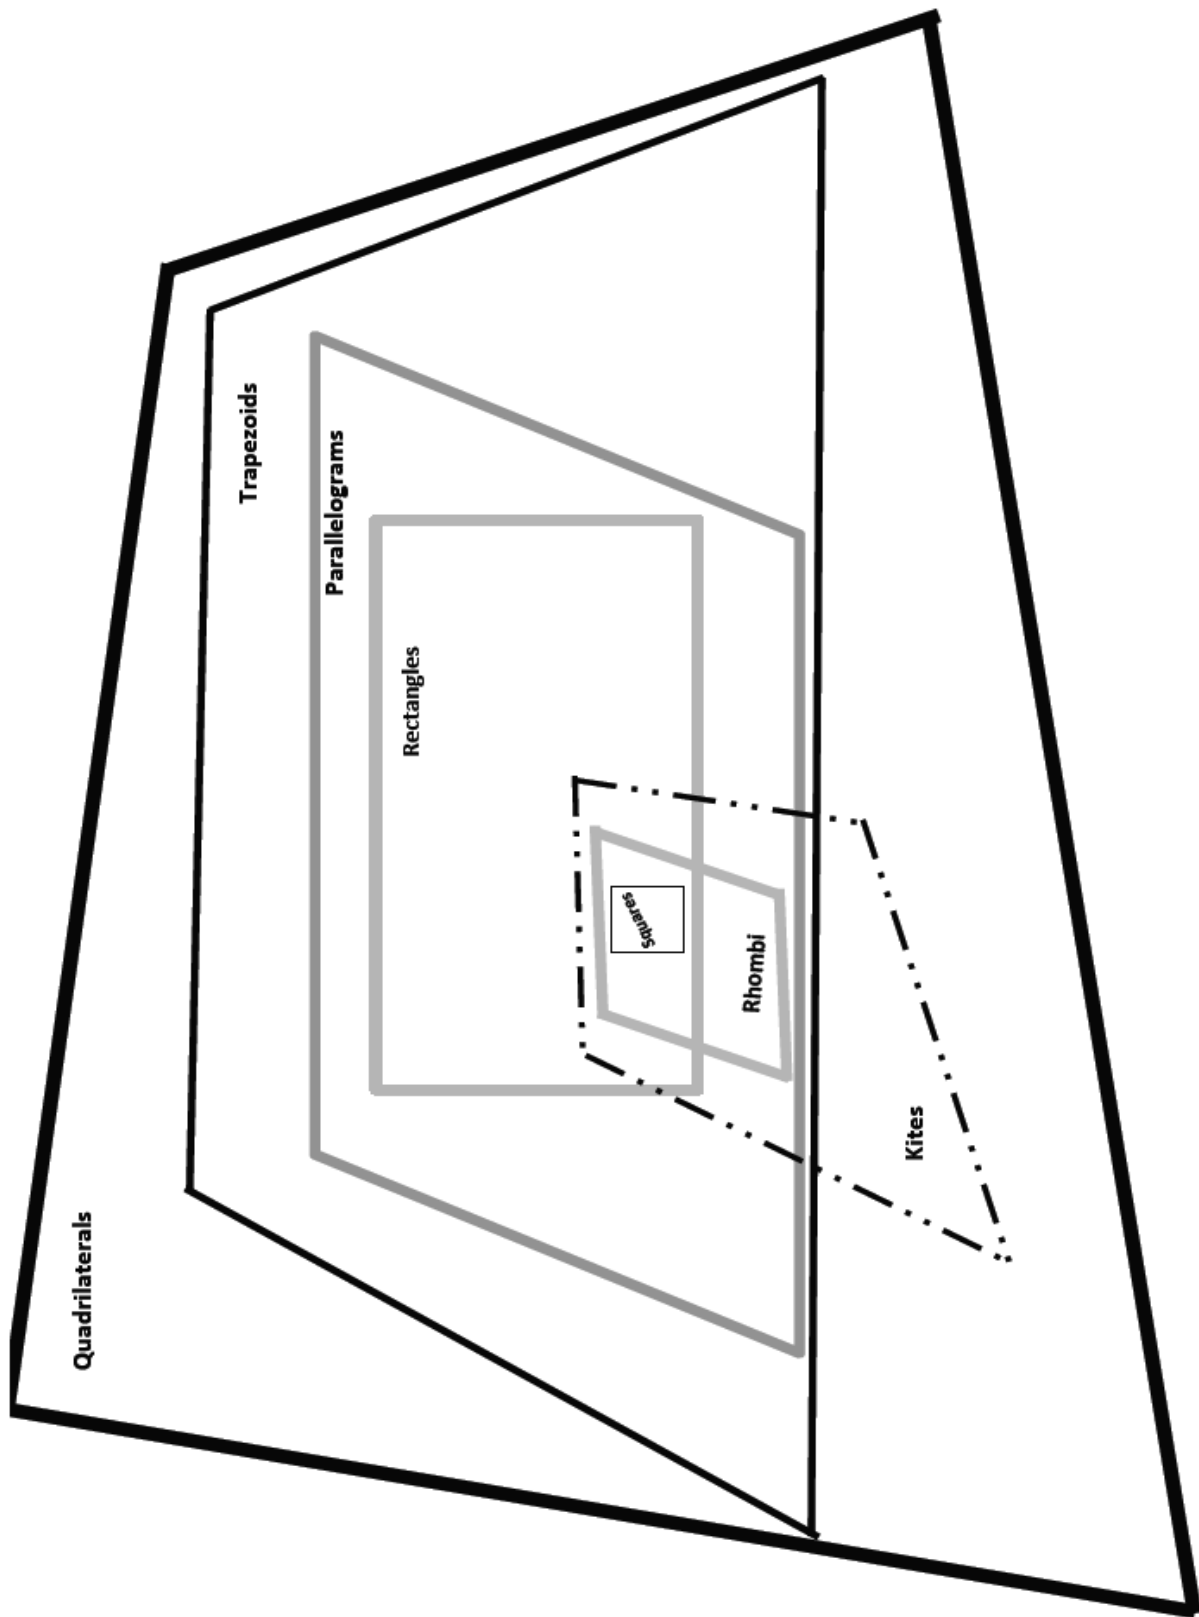 Quadrilaterals
Trapezoids
Parallelograms
Rectangles
Squares
Rhombi
Kites